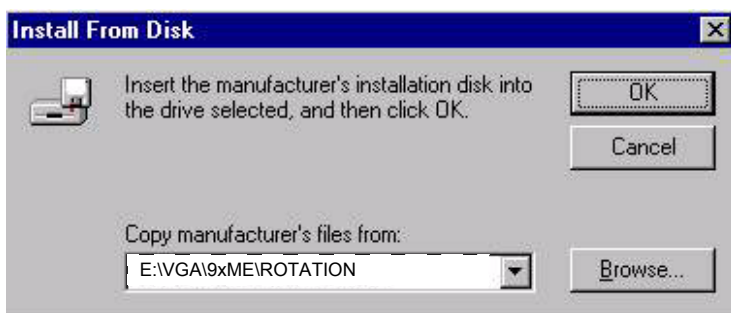 Install From Disk
Insert the manufacturer's installation disk into
the drive selected, and then click OK.
OK
Cancel
Copy manufacturer's files from:
E:\VGA\9xME\ROTATION
Browse...